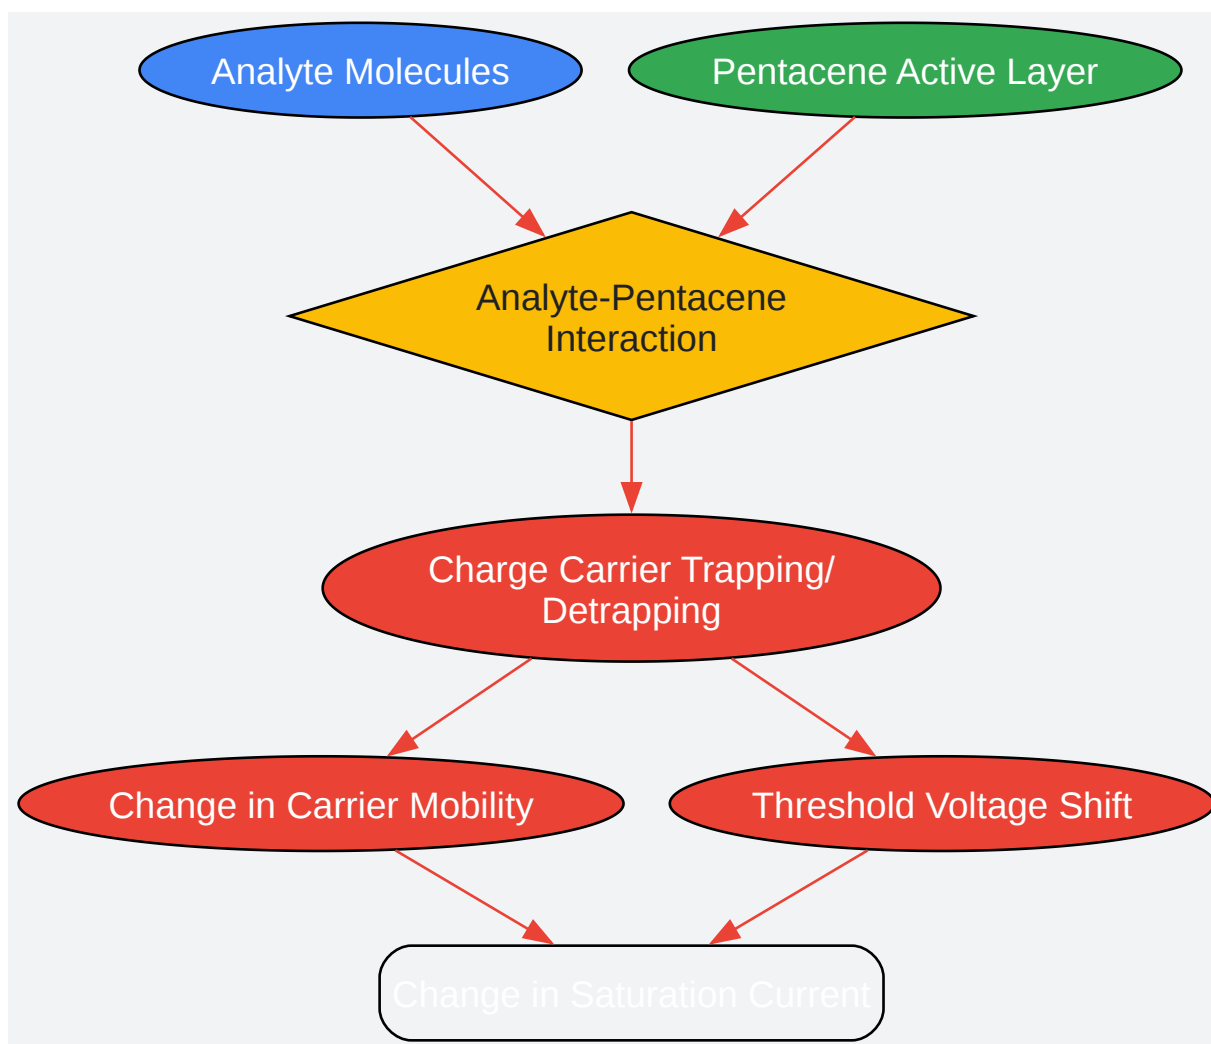 Analyte Molecules
Pentacene Active Layer
Analyte-Pentacene
Interaction
Charge Carrier Trapping/
Detrapping
Change in Carrier Mobility
Threshold Voltage Shift
Change in Saturation Current